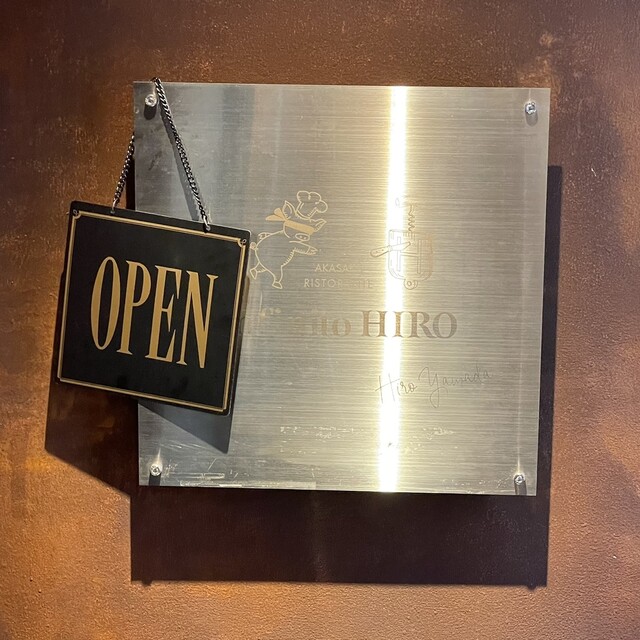 OPEN
AKASAKA
RISTORANTE
HIRO
Hiro Yamada